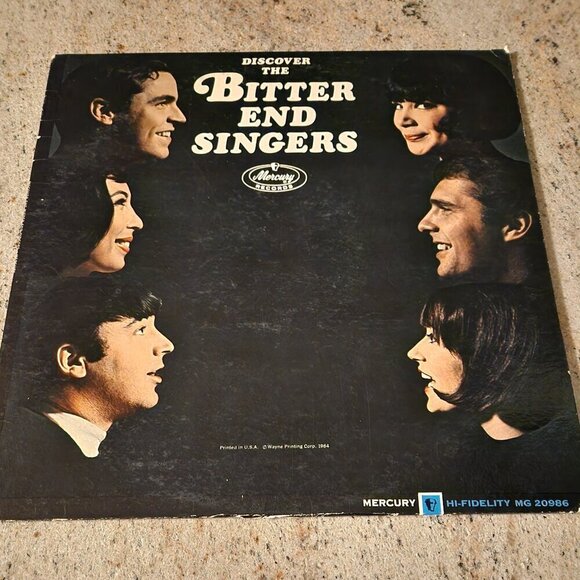 DISCOVER
THE
BITTER
END
SINGERS
Mercury
RECORDS
Printed in U.S.A. © Wayne Printing Corp. 1964
MERCURY HI-FIDELITY MG 20986